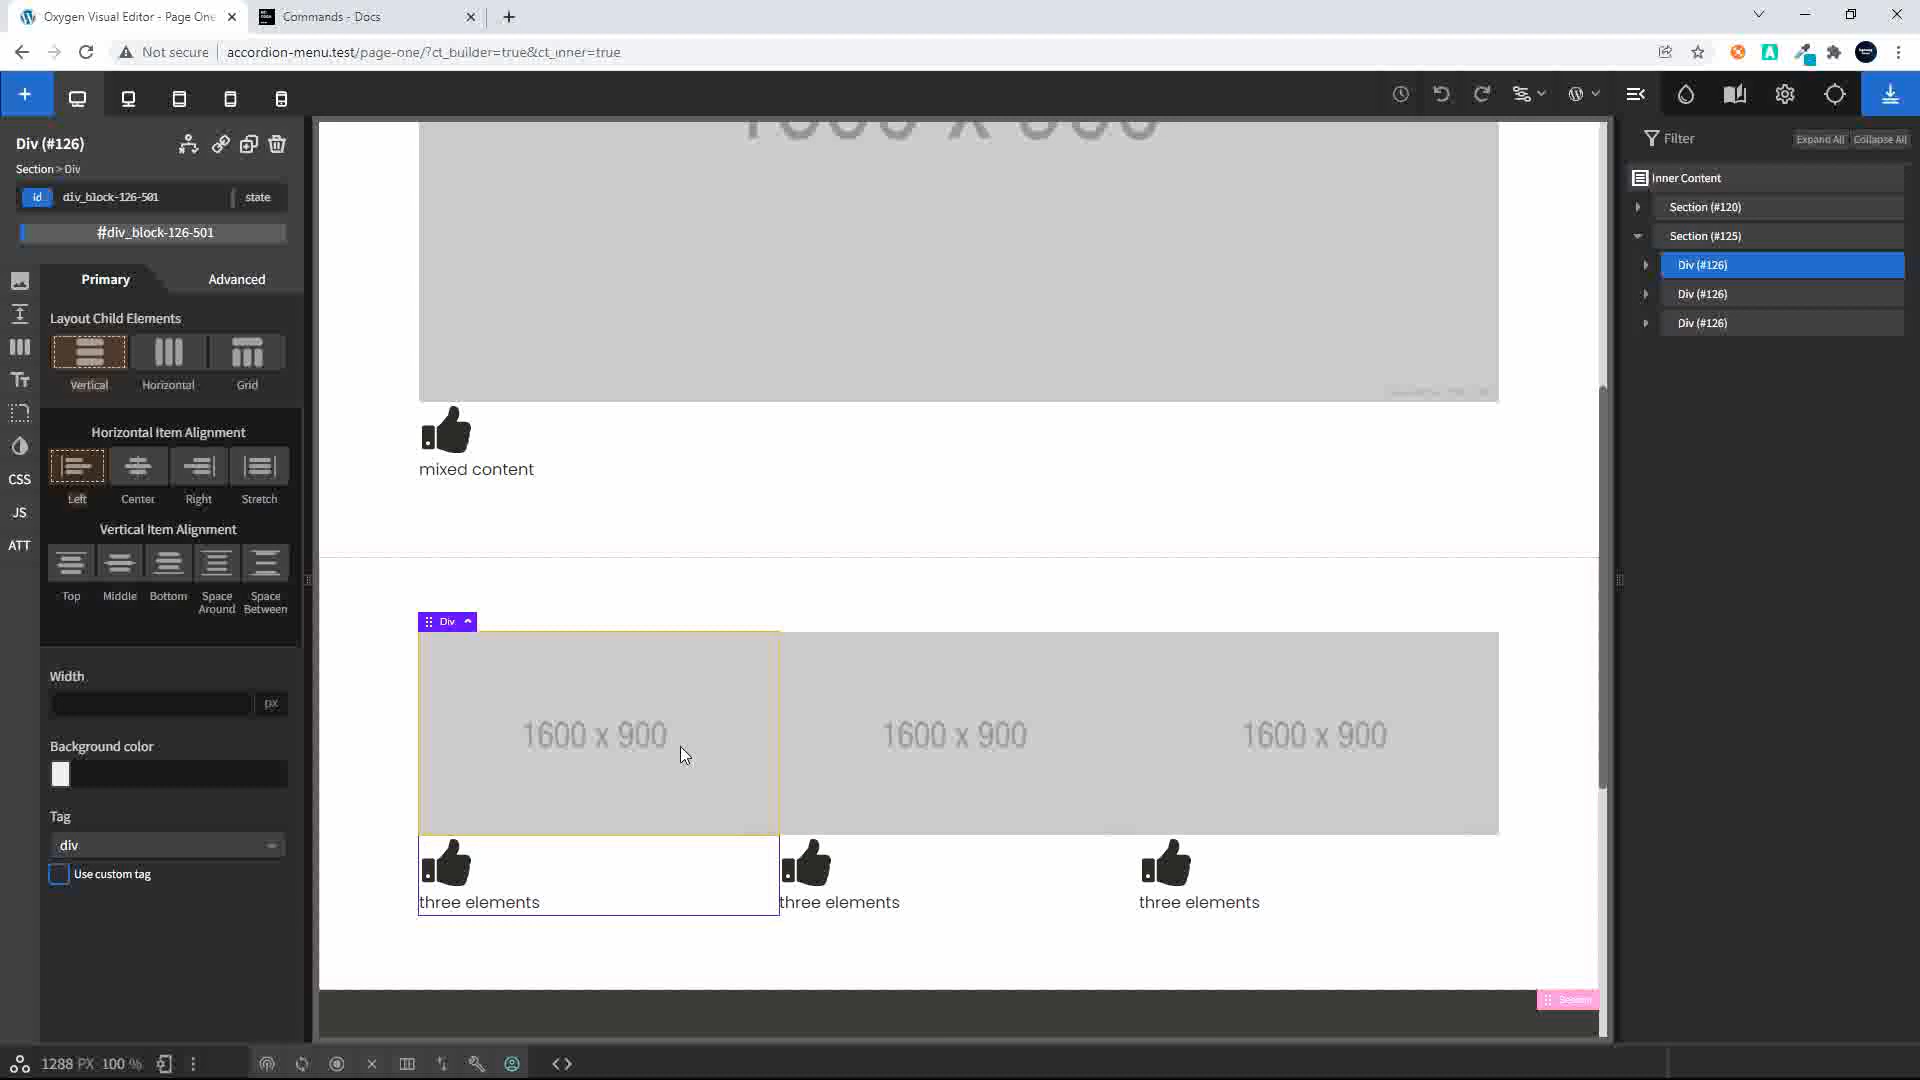 Oxygen Visual Editor - Page One
Commands - Docs
Not secure
accordion-menu.test/page-one/?ct_builder=true&ct_inner=true
Div (#126)
Section > Div
id
div_block-126-501
state
#div_block-126-501
Primary
Advanced
Layout Child Elements
Vertical
Horizontal
Grid
Horizontal Item Alignment
Left
Center
Right
Stretch
Vertical Item Alignment
Top
Middle
Bottom
Space Around
Space Between
CSS
JS
ATT
Width
px
Background color
Tag
div
Use custom tag
1288 PX 100 %
1600 x 900
mixed content
Div
1600 x 900
1600 x 900
1600 x 900
three elements
three elements
three elements
Section
Filter
Expand All
Collapse All
Inner Content
Section (#120)
Section (#125)
Div (#126)
Div (#126)
Div (#126)